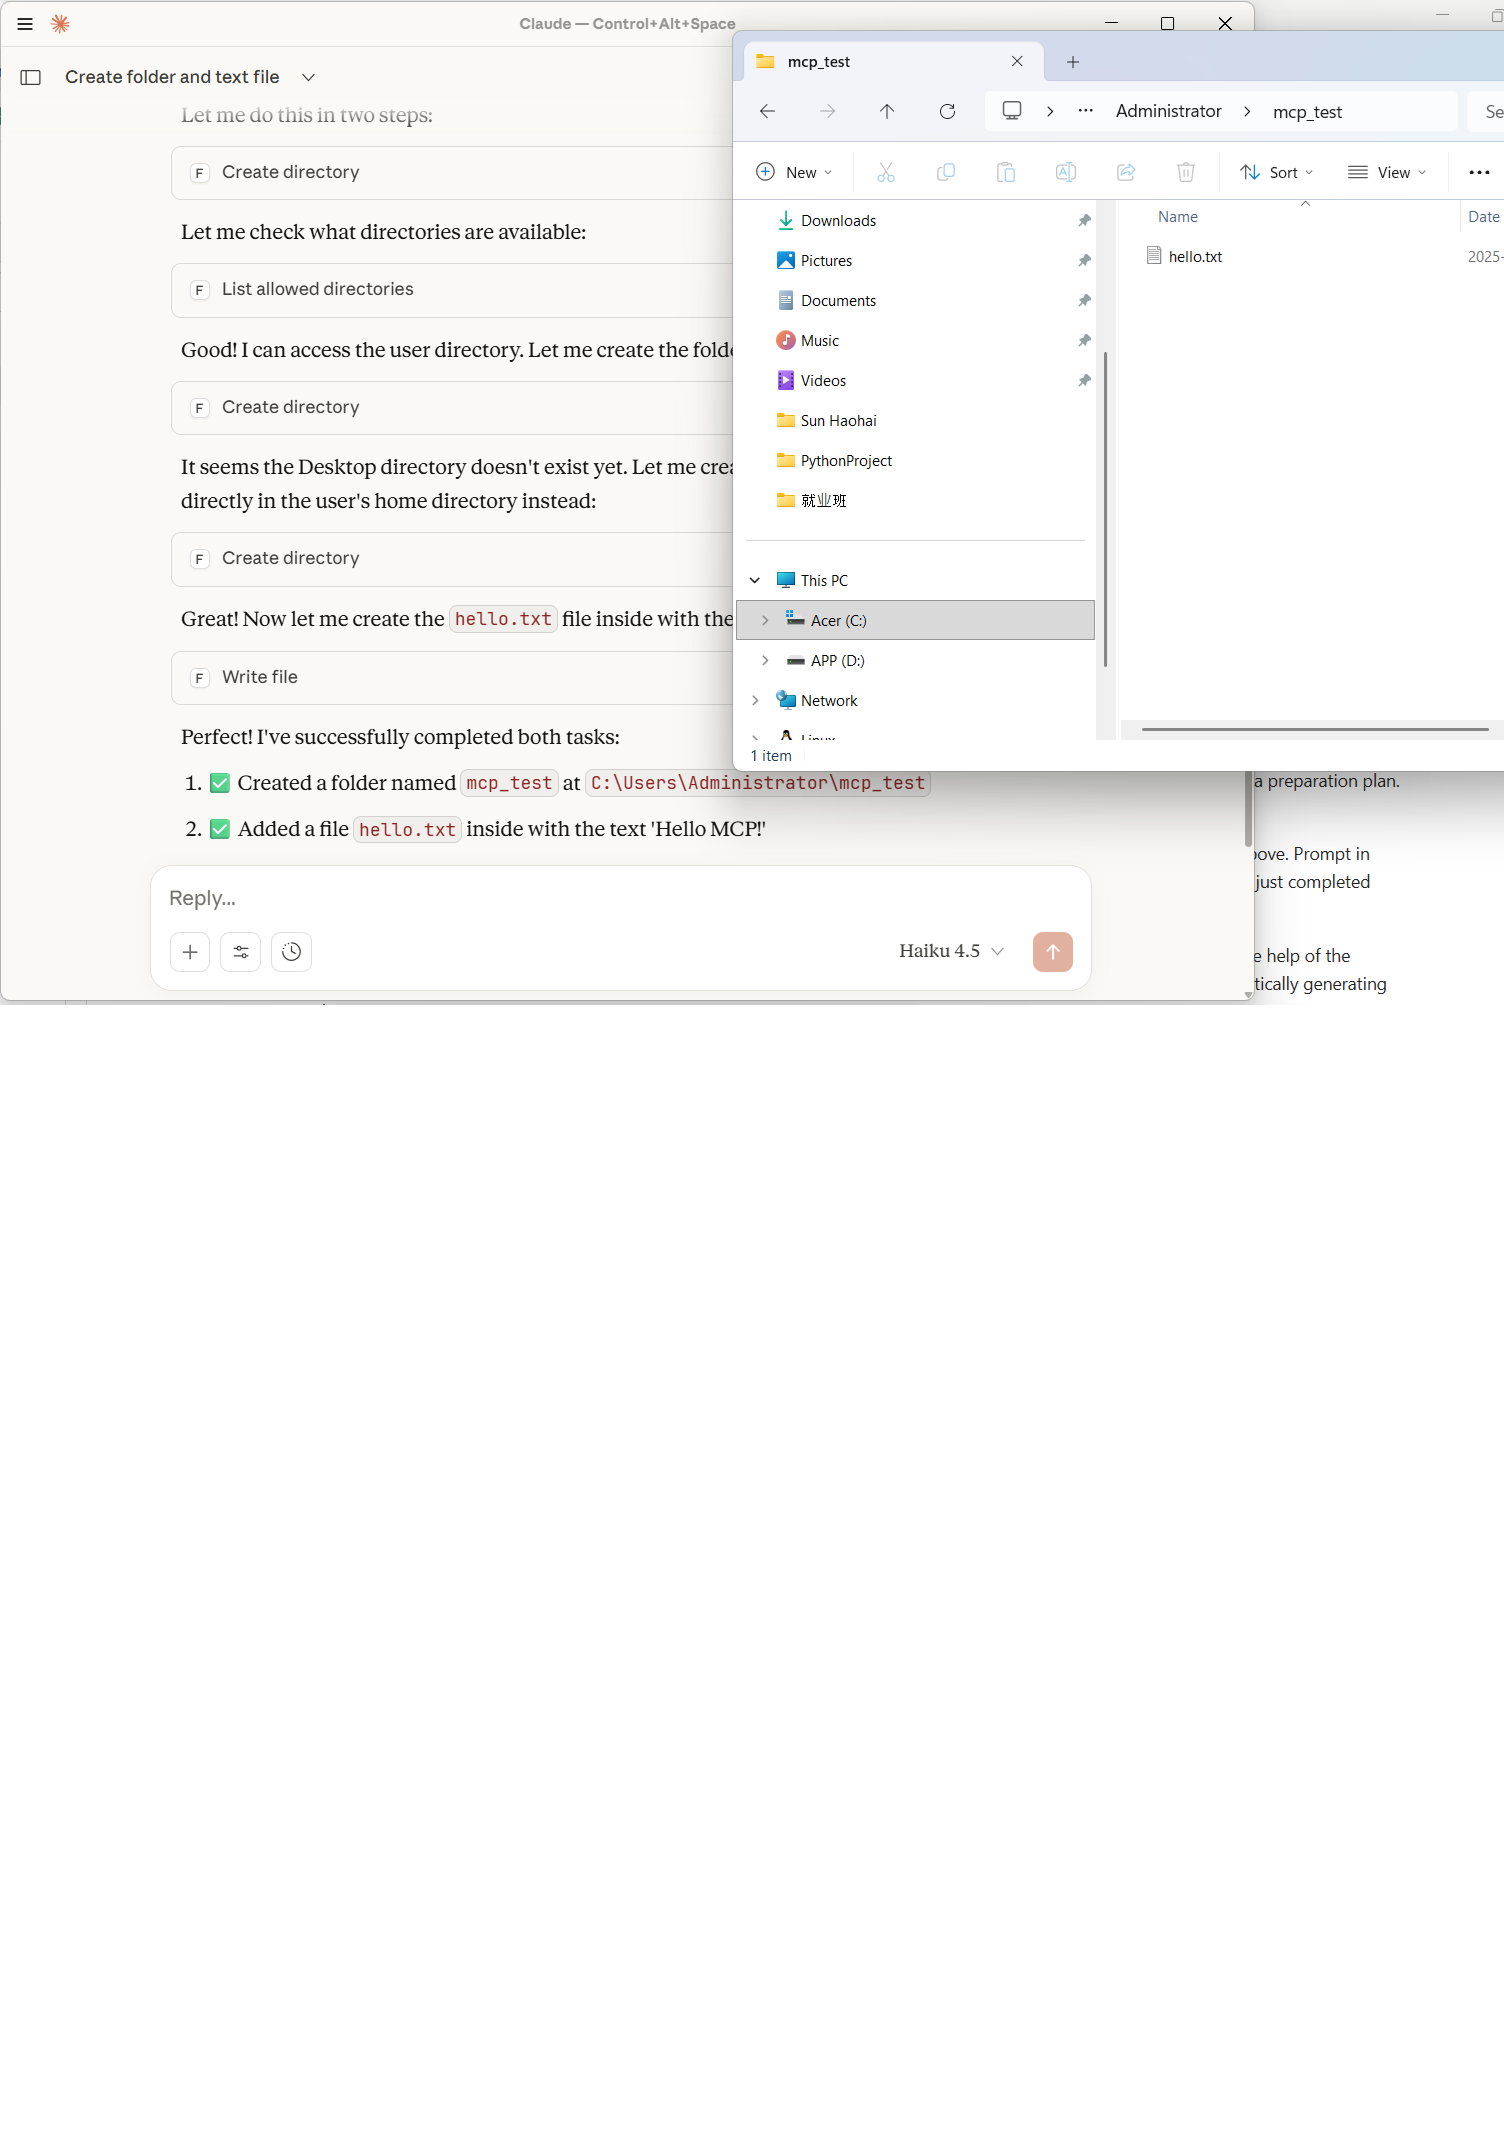 Claude — Control+Alt+Space
Create folder and text file
Let me do this in two steps:
F Create directory
Let me check what directories are available:
F List allowed directories
Good! I can access the user directory. Let me create the
F Create directory
It seems the Desktop directory doesn't exist yet. Let me
directly in the user's home directory instead:
F Create directory
Great! Now let me create the hello.txt file inside with the
F Write file
Perfect! I've successfully completed both tasks:
1. ✅ Created a folder named mcp_test at C:\Users\Administrator\mcp_test
2. ✅ Added a file hello.txt inside with the text 'Hello MCP!'
Reply...
Haiku 4.5
mcp_test
Administrator
mcp_test
New
Sort
View
Downloads
Pictures
Documents
Music
Videos
Sun Haohai
PythonProject
就业班
This PC
Acer (C:)
APP (D:)
Network
Linux
1 item
Name
Date
hello.txt
2025-
a preparation plan.
. Prompt in
just completed
help of the
generating